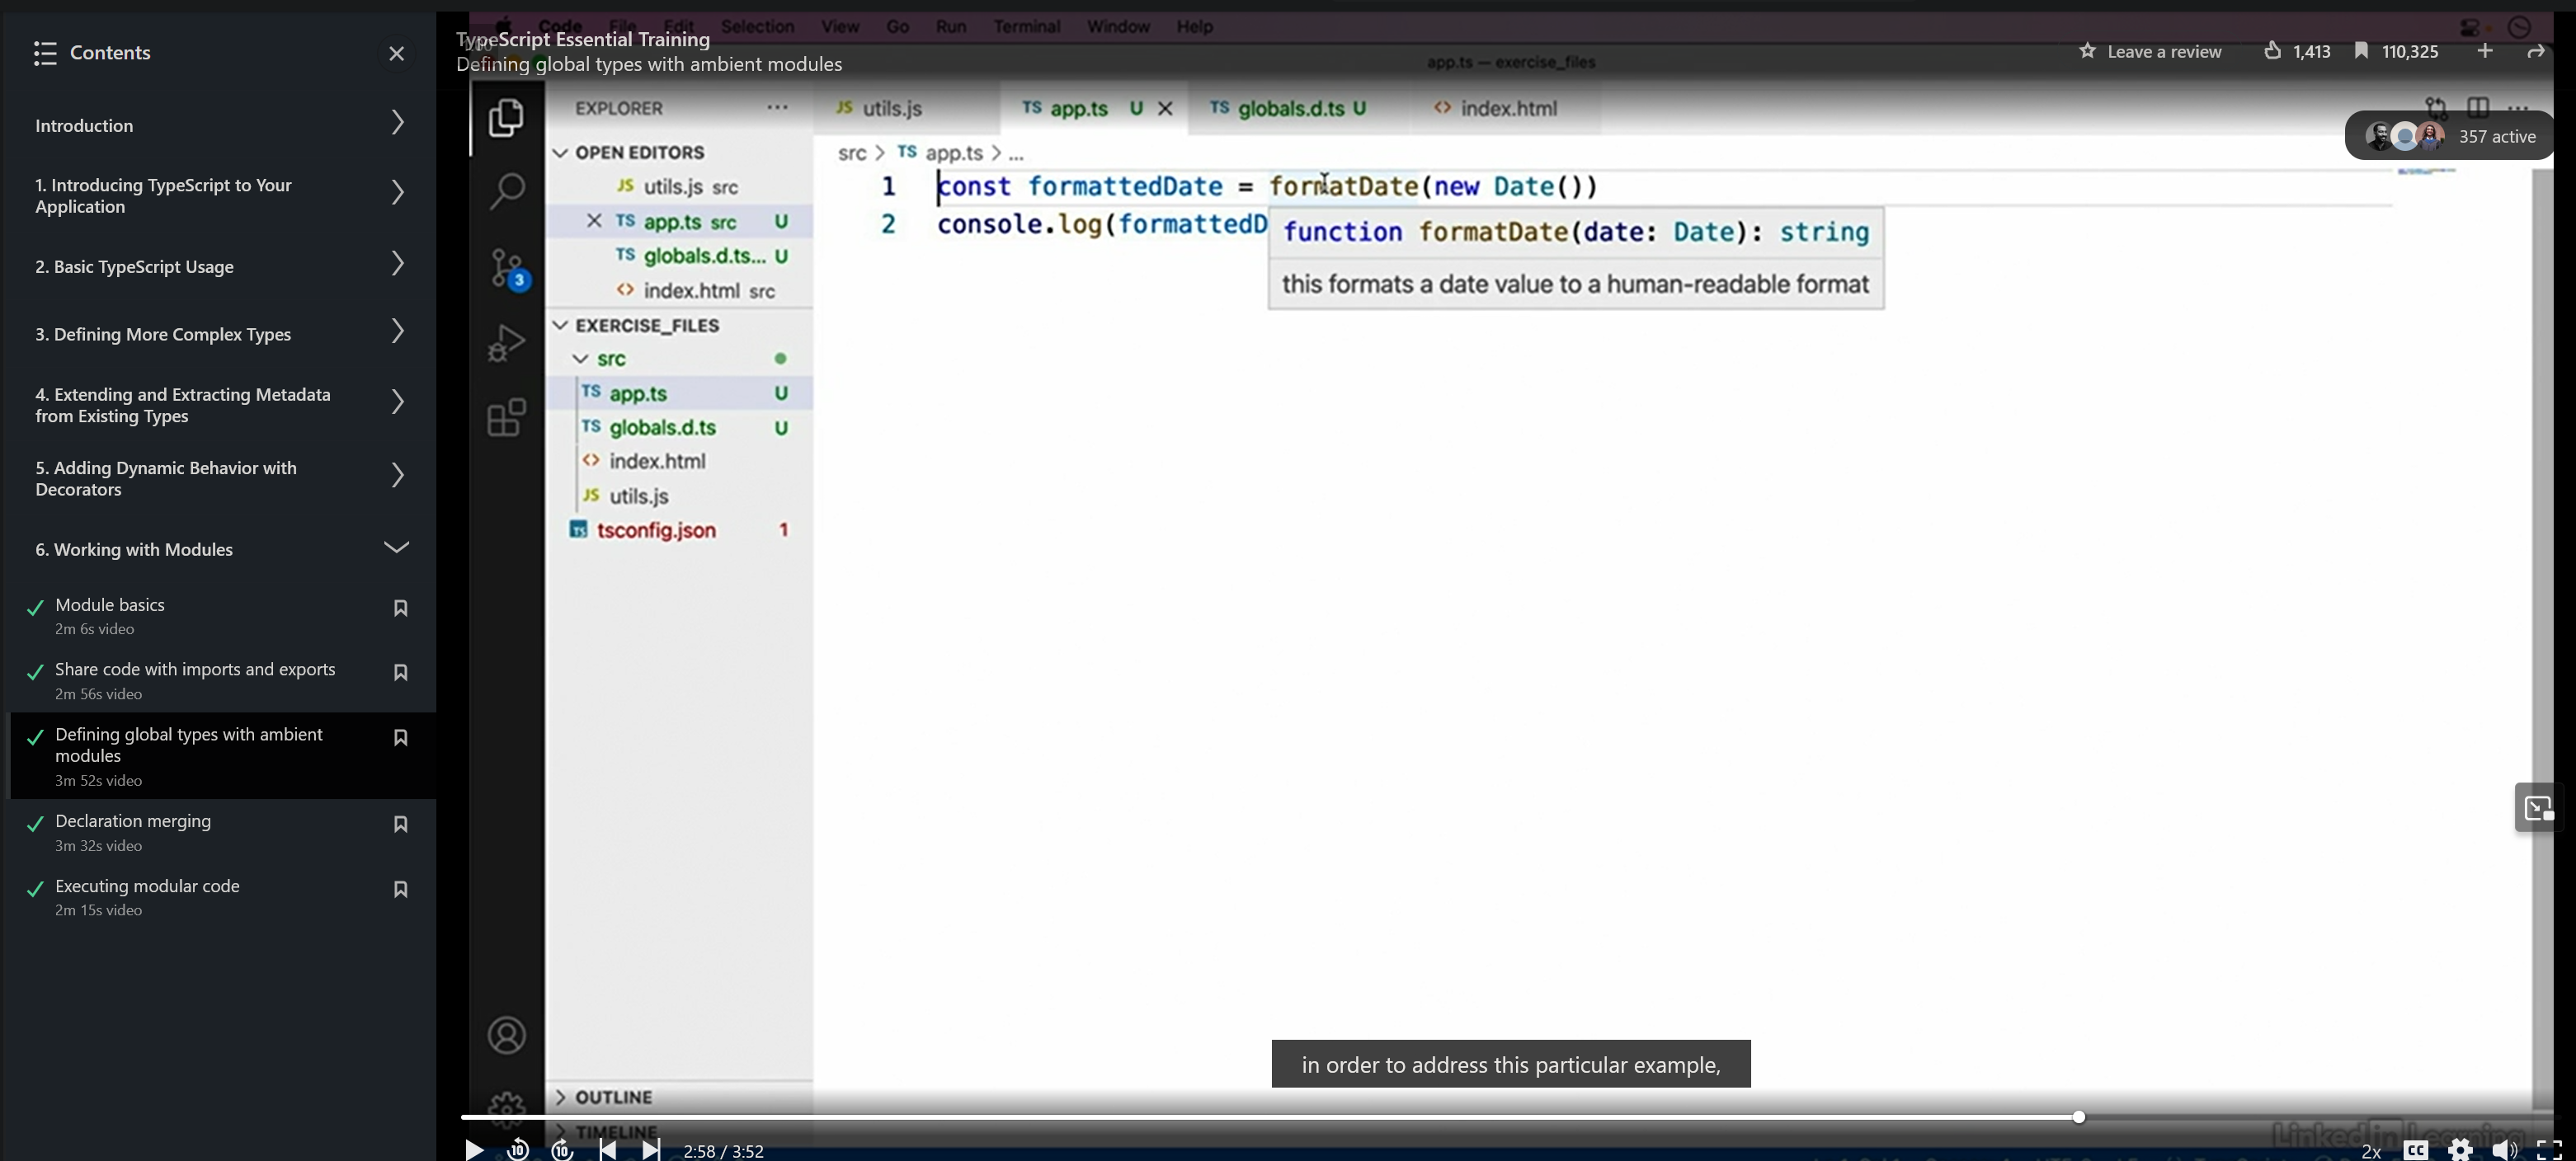 Contents
Introduction
1. Introducing TypeScript to Your
Application
2. Basic TypeScript Usage
3. Defining More Complex Types
4. Extending and Extracting Metadata
from Existing Types
5. Adding Dynamic Behavior with
Decorators
6. Working with Modules
Module basics
2m 6s video
Share code with imports and exports
2m 56s video
Defining global types with ambient
modules
3m 52s video
Declaration merging
3m 32s video
Executing modular code
2m 15s video
Code File Edit Selection View Go Run Terminal Window Help
TypeScript Essential Training
Defining global types with ambient modules
app.ts — exercise_files
Leave a review 1,413 110,325
357 active
EXPLORER ...
JS utils.js TS app.ts U TS globals.d.ts U <> index.html ...
OPEN EDITORS
JS utils.js src
TS app.ts src U
TS globals.d.ts... U
<> index.html src
3
EXERCISE_FILES
src
TS app.ts U
TS globals.d.ts U
<> index.html
JS utils.js
TS tsconfig.json 1
OUTLINE
TIMELINE
src > TS app.ts > ...
1 const formattedDate = formatDate(new Date())
2 console.log(formattedD
function formatDate(date: Date): string
this formats a date value to a human-readable format
in order to address this particular example,
Linked in Learning
10 10 2:58 / 3:52
2x CC